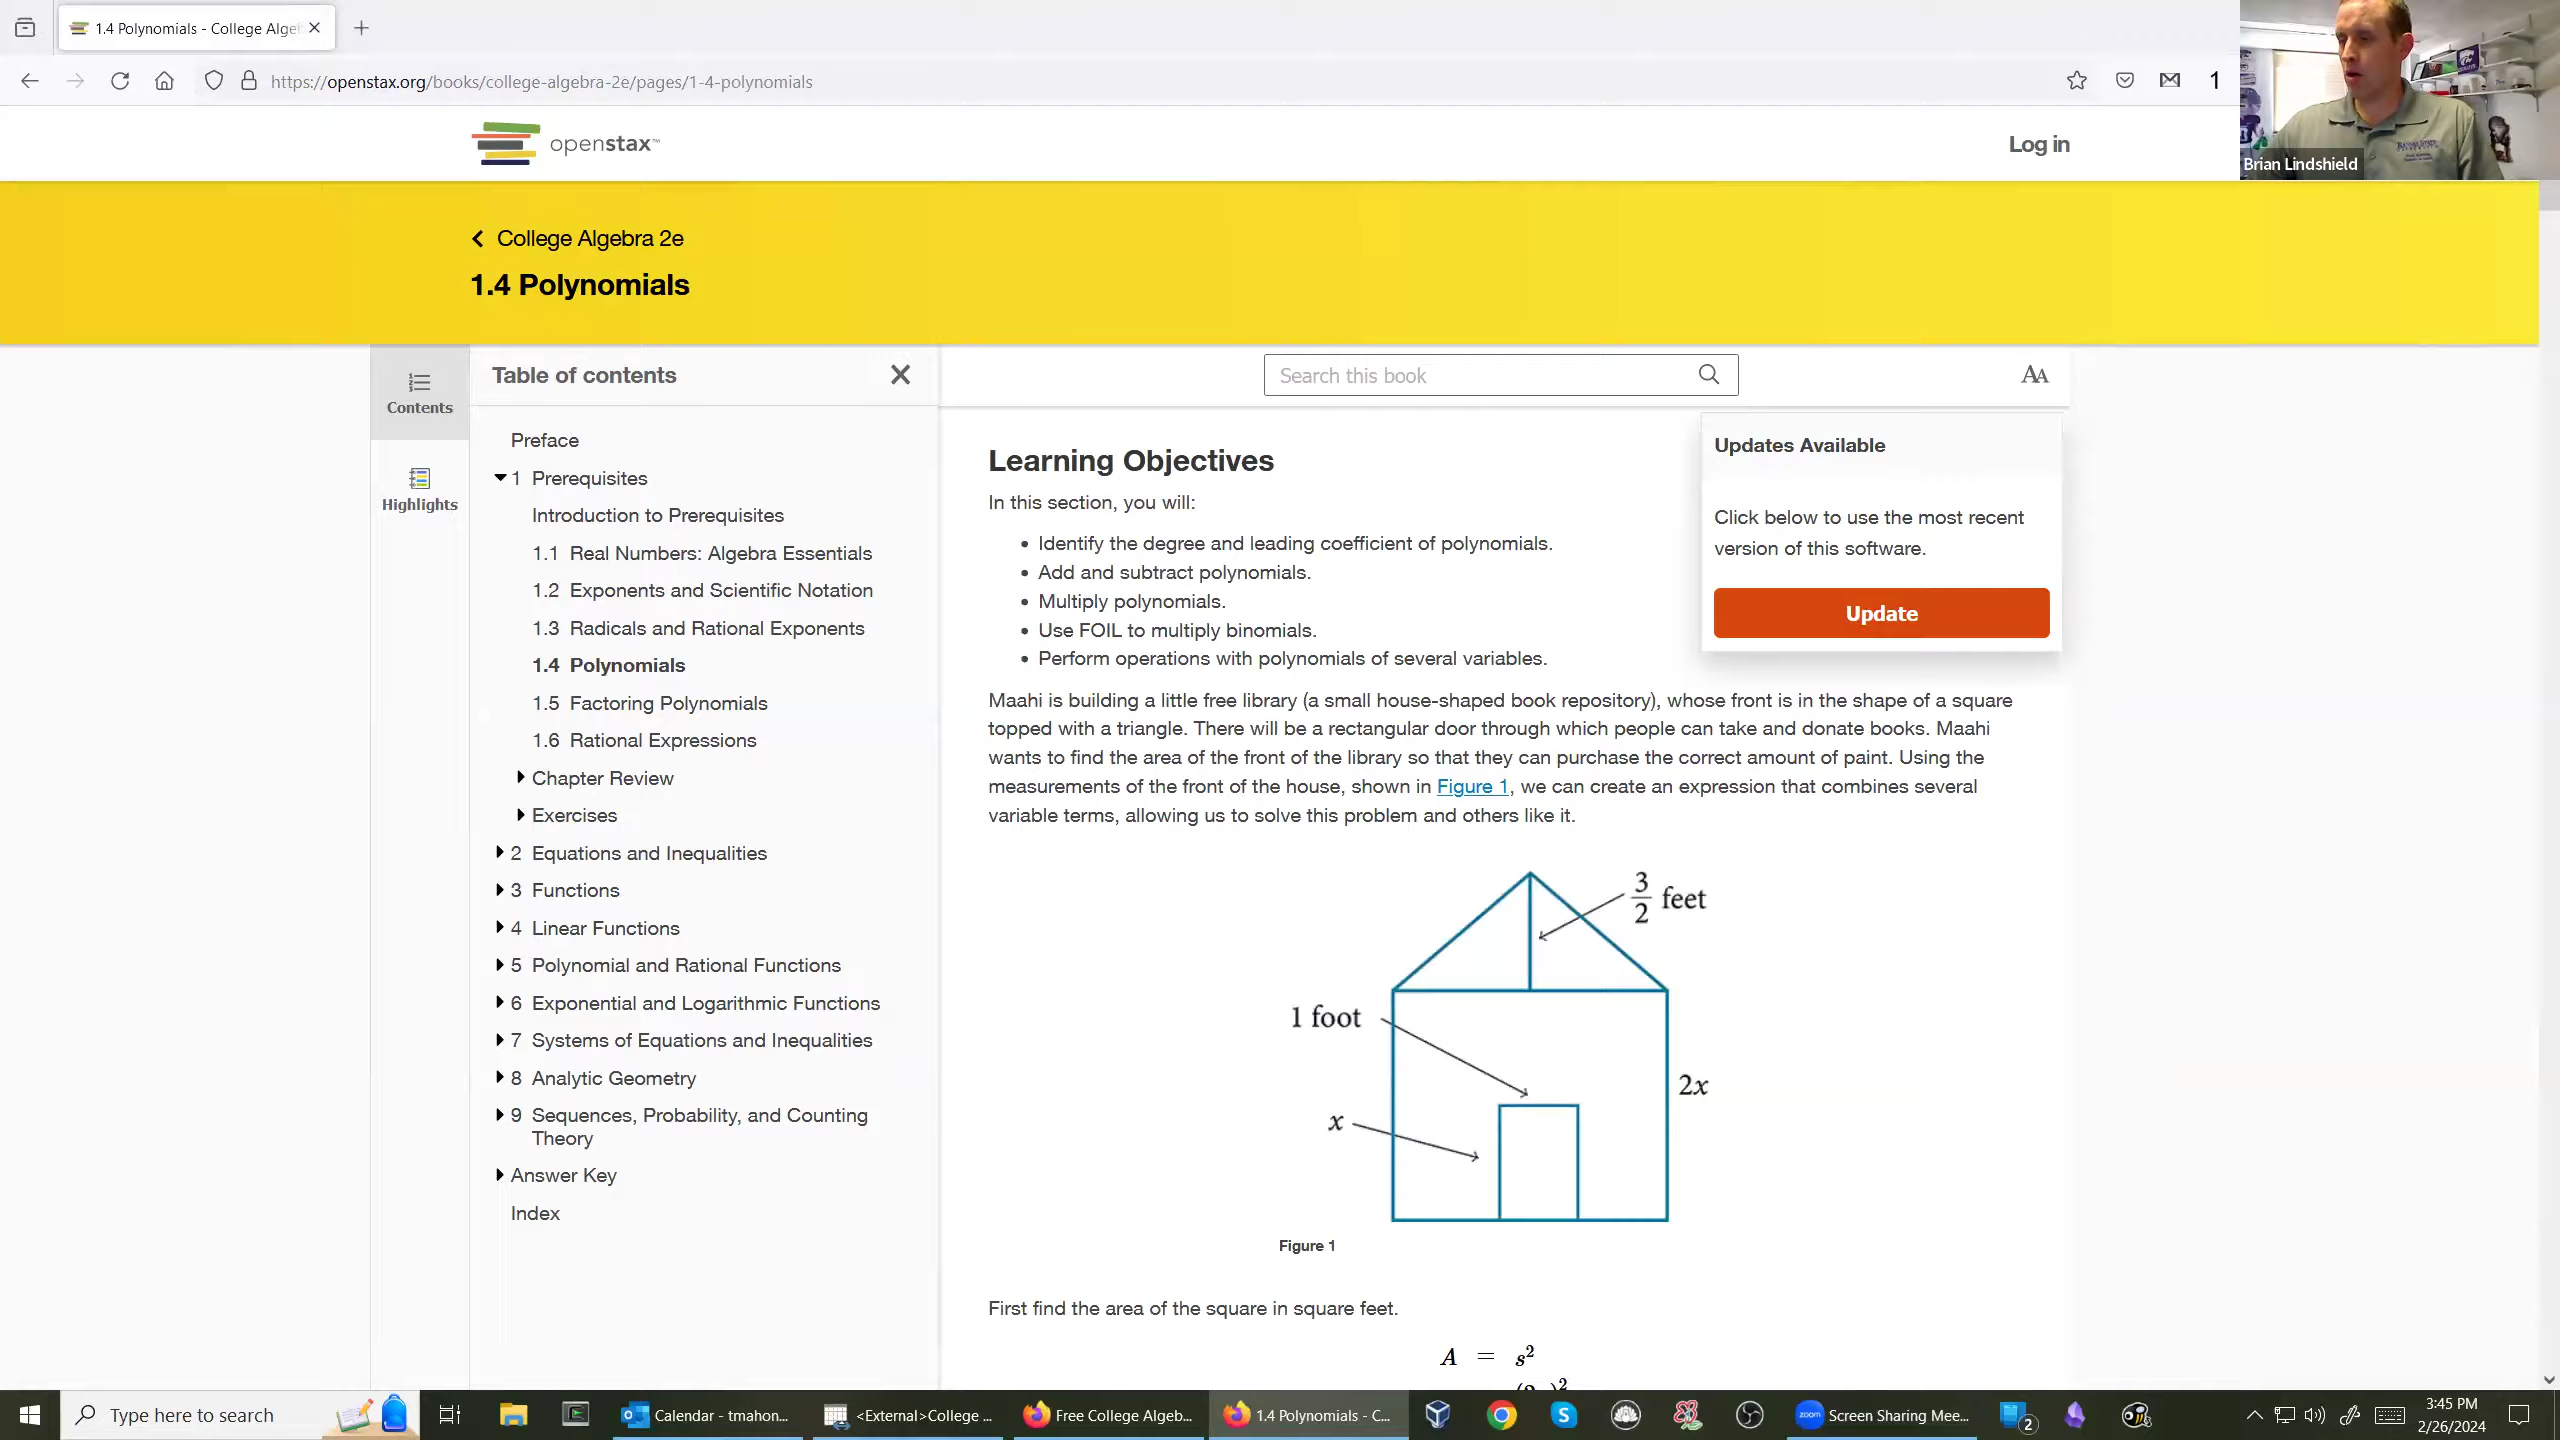 1.4 Polynomials - College Alge
https://openstax.org/books/college-algebra-2e/pages/1-4-polynomials
1
Brian Lindshield
openstax™
Log in
College Algebra 2e
1.4 Polynomials
Contents
Highlights
Table of contents
Preface
1 Prerequisites
Introduction to Prerequisites
1.1 Real Numbers: Algebra Essentials
1.2 Exponents and Scientific Notation
1.3 Radicals and Rational Exponents
1.4 Polynomials
1.5 Factoring Polynomials
1.6 Rational Expressions
Chapter Review
Exercises
2 Equations and Inequalities
3 Functions
4 Linear Functions
5 Polynomial and Rational Functions
6 Exponential and Logarithmic Functions
7 Systems of Equations and Inequalities
8 Analytic Geometry
9 Sequences, Probability, and Counting
Theory
Answer Key
Index
Search this book
AA
Updates Available
Click below to use the most recent
version of this software.
Update
Learning Objectives
In this section, you will:
• Identify the degree and leading coefficient of polynomials.
• Add and subtract polynomials.
• Multiply polynomials.
• Use FOIL to multiply binomials.
• Perform operations with polynomials of several variables.
Maahi is building a little free library (a small house-shaped book repository), whose front is in the shape of a square
topped with a triangle. There will be a rectangular door through which people can take and donate books. Maahi
wants to find the area of the front of the library so that they can purchase the correct amount of paint. Using the
measurements of the front of the house, shown in Figure 1, we can create an expression that combines several
variable terms, allowing us to solve this problem and others like it.
3/2 feet
1 foot
2x
x
Figure 1
First find the area of the square in square feet.
A = s²
Type here to search
Calendar - tmahon...
<External>College ...
Free College Algeb...
1.4 Polynomials - C...
zoom
Screen Sharing Mee...
2
3:45 PM
2/26/2024